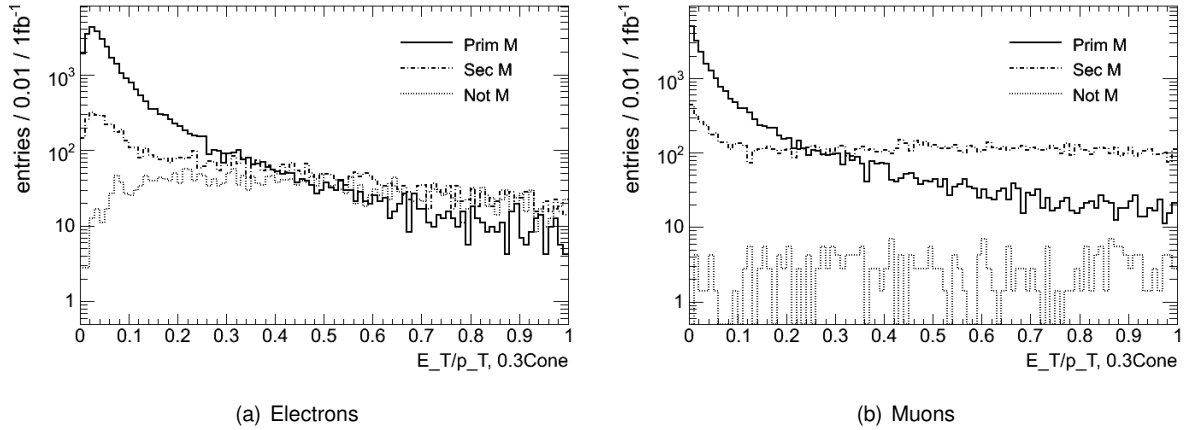 entries / 0.01 / 1fb⁻¹
10³
10²
10
1
Prim M
Sec M
Not M
0 0.1 0.2 0.3 0.4 0.5 0.6 0.7 0.8 0.9 1
E_T/p_T, 0.3Cone
(a) Electrons
entries / 0.01 / 1fb⁻¹
10³
10²
10
1
Prim M
Sec M
Not M
0 0.1 0.2 0.3 0.4 0.5 0.6 0.7 0.8 0.9 1
E_T/p_T, 0.3Cone
(b) Muons